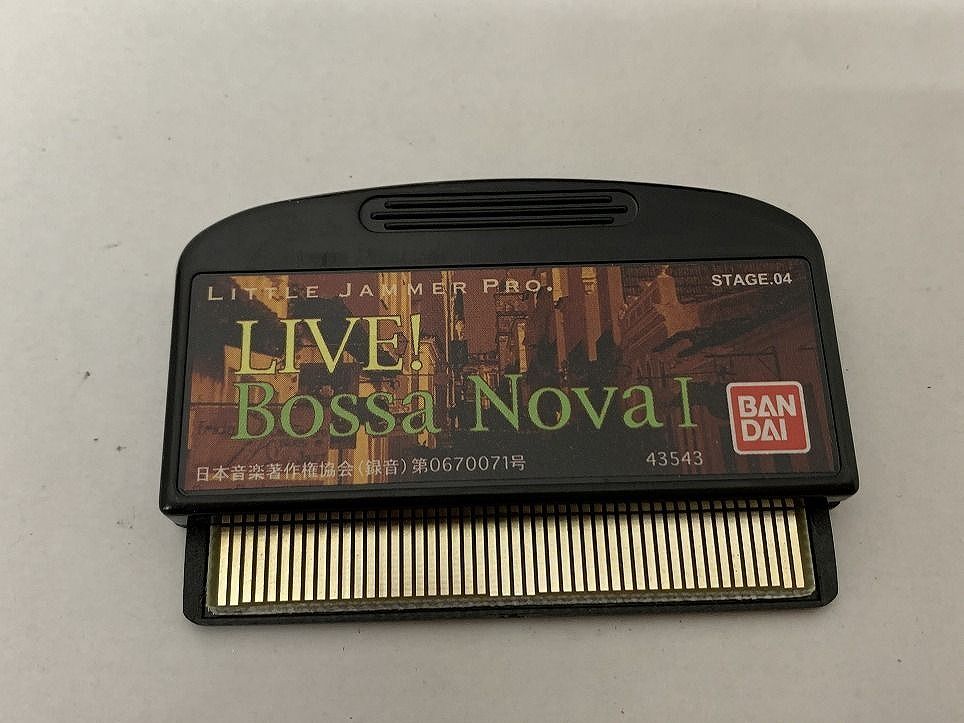 LITTLE JAMMER PRO.
STAGE.04
LIVE!
Bossa Nova I
BAN
DAI
日本音楽著作権協会(録音)第0670071号
43543